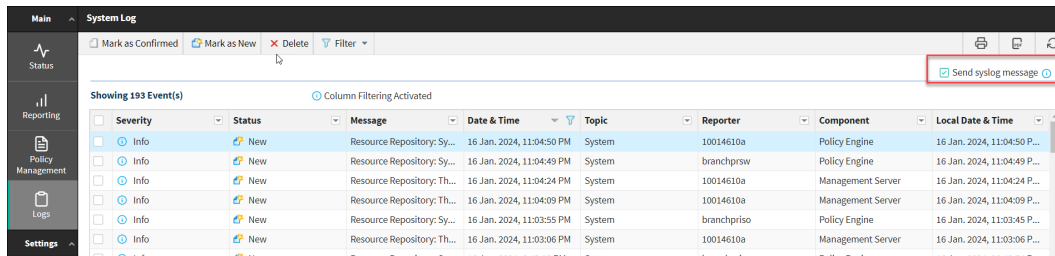 Main
System Log
Mark as Confirmed Mark as New Delete Filter
Status
Send syslog message
Showing 193 Event(s) Column Filtering Activated
Reporting
Severity Status Message Date & Time Topic Reporter Component Local Date & Time
Info New Resource Repository: Sy... 16 Jan. 2024, 11:04:50 PM System 10014610a Policy Engine 16 Jan. 2024, 11:04:50 P...
Info New Resource Repository: Sy... 16 Jan. 2024, 11:04:49 PM System branchprsw Policy Engine 16 Jan. 2024, 11:04:49 P...
Policy
Management
Info New Resource Repository: Th... 16 Jan. 2024, 11:04:24 PM System 10014610a Management Server 16 Jan. 2024, 11:04:24 P...
Info New Resource Repository: Th... 16 Jan. 2024, 11:04:09 PM System 10014610a Management Server 16 Jan. 2024, 11:04:09 P...
Logs
Info New Resource Repository: Sy... 16 Jan. 2024, 11:03:55 PM System branchpriso Policy Engine 16 Jan. 2024, 11:03:45 P...
Settings
Info New Resource Repository: Th... 16 Jan. 2024, 11:03:06 PM System 10014610a Management Server 16 Jan. 2024, 11:03:06 P...